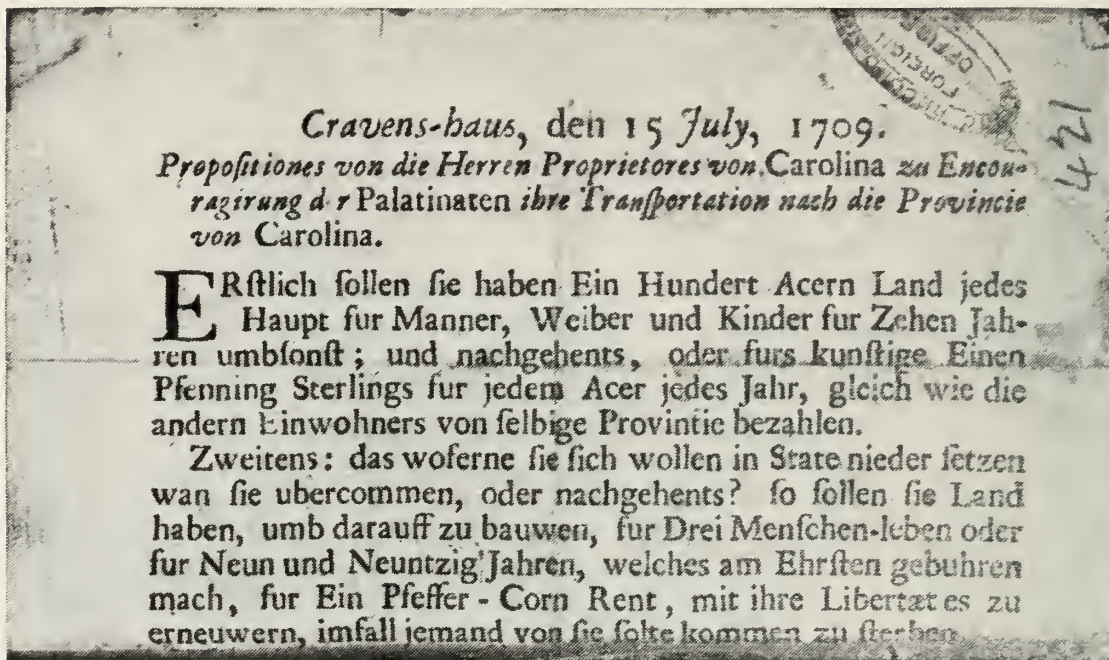 Cravens-haus, den 15 July, 1709.
Propoſitiones von die Herren Proprietores von Carolina zu Encou-
ragirung d r Palatinaten ihre Tranſportation nach die Provincie
von Carolina.
ERſtlich ſollen ſie haben Ein Hundert Acern Land jedes
Haupt fur Manner, Weiber und Kinder fur Zehen Jah-
ren umbſonſt; und nachgehents, oder furs kunftige Einen
Pfenning Sterlings fur jedem Acer jedes Jahr, gleich wie die
andern Einwohners von ſelbige Provintie bezahlen.
Zweitens: das woferne ſie ſich wollen in State nieder ſetzen
wan ſie ubercommen, oder nachgehents? ſo ſollen ſie Land
haben, umb darauff zu bauwen, fur Drei Menſchen-leben oder
fur Neun und Neuntzig Jahren, welches am Ehrſten gebuhren
mach, fur Ein Pfeffer-Corn Rent, mit ihre Libertætes zu
erneuwern, imfall jemand von ſie ſolte kommen zu ſterben
FOREIGN
421